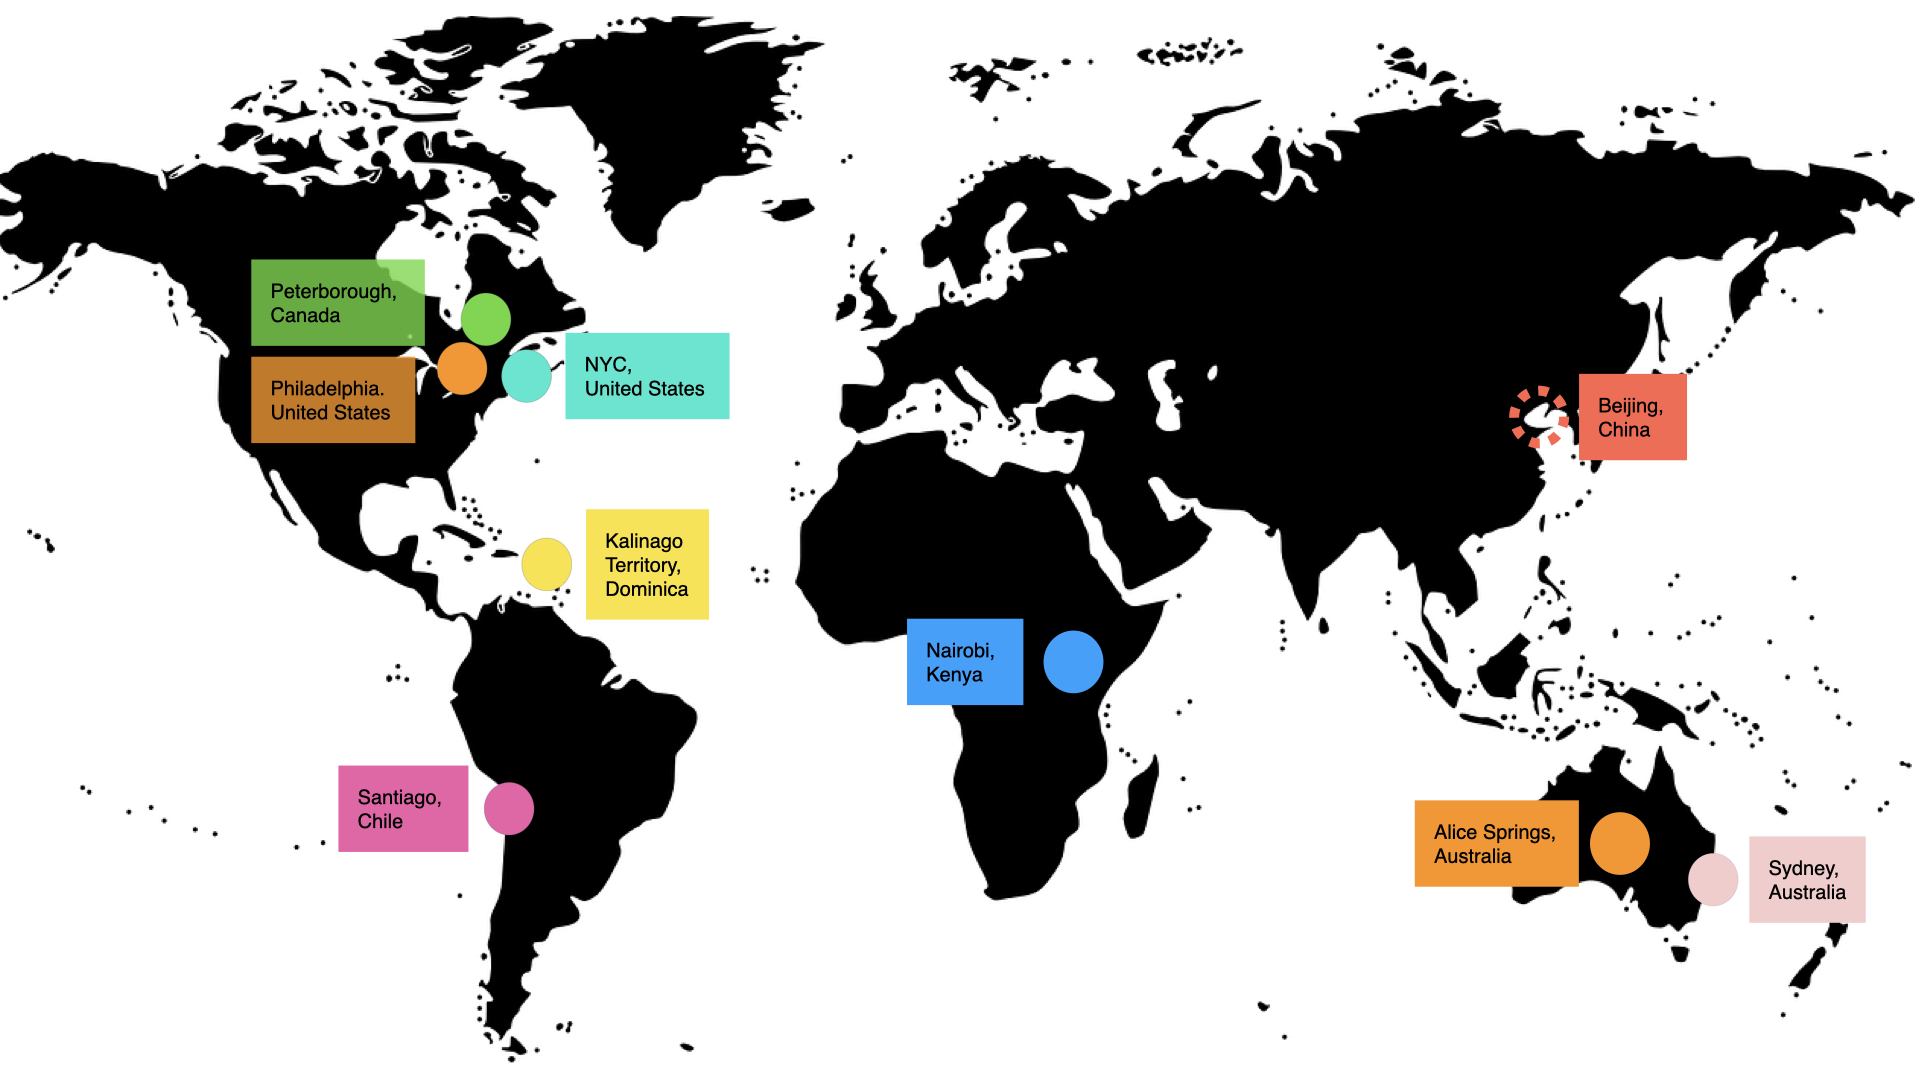 Peterborough,
Canada
Philadelphia.
United States
NYC,
United States
Beijing,
China
Kalinago
Territory,
Dominica
Nairobi,
Kenya
Santiago,
Chile
Alice Springs,
Australia
Sydney,
Australia